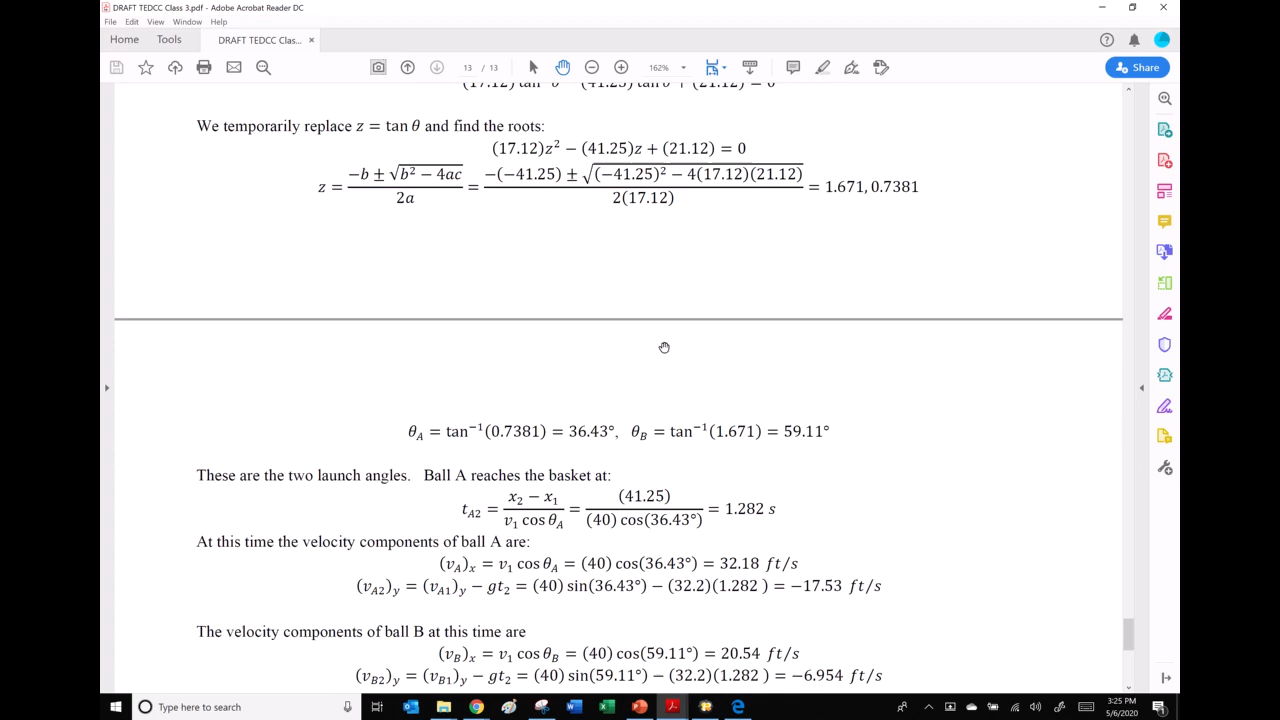 DRAFT TEDCC Class 3.pdf - Adobe Acrobat Reader DC
File Edit View Window Help
Home Tools DRAFT TEDCC Clas... ×
13 / 13 162% Share
We temporarily replace z = tan θ and find the roots:
(17.12)z² − (41.25)z + (21.12) = 0
z = (−b ± √(b² − 4ac)) / 2a = (−(−41.25) ± √((−41.25)² − 4(17.12)(21.12))) / 2(17.12) = 1.671, 0.7381
θ_A = tan⁻¹(0.7381) = 36.43°, θ_B = tan⁻¹(1.671) = 59.11°
These are the two launch angles. Ball A reaches the basket at:
t_A2 = (x₂ − x₁) / (v₁ cos θ_A) = (41.25) / ((40) cos(36.43°)) = 1.282 s
At this time the velocity components of ball A are:
(v_A)_x = v₁ cos θ_A = (40) cos(36.43°) = 32.18 ft/s
(v_A2)_y = (v_A1)_y − gt₂ = (40) sin(36.43°) − (32.2)(1.282 ) = −17.53 ft/s
The velocity components of ball B at this time are
(v_B)_x = v₁ cos θ_B = (40) cos(59.11°) = 20.54 ft/s
(v_B2)_y = (v_B1)_y − gt₂ = (40) sin(59.11°) − (32.2)(1.282 ) = −6.954 ft/s
Type here to search
3:25 PM
5/6/2020